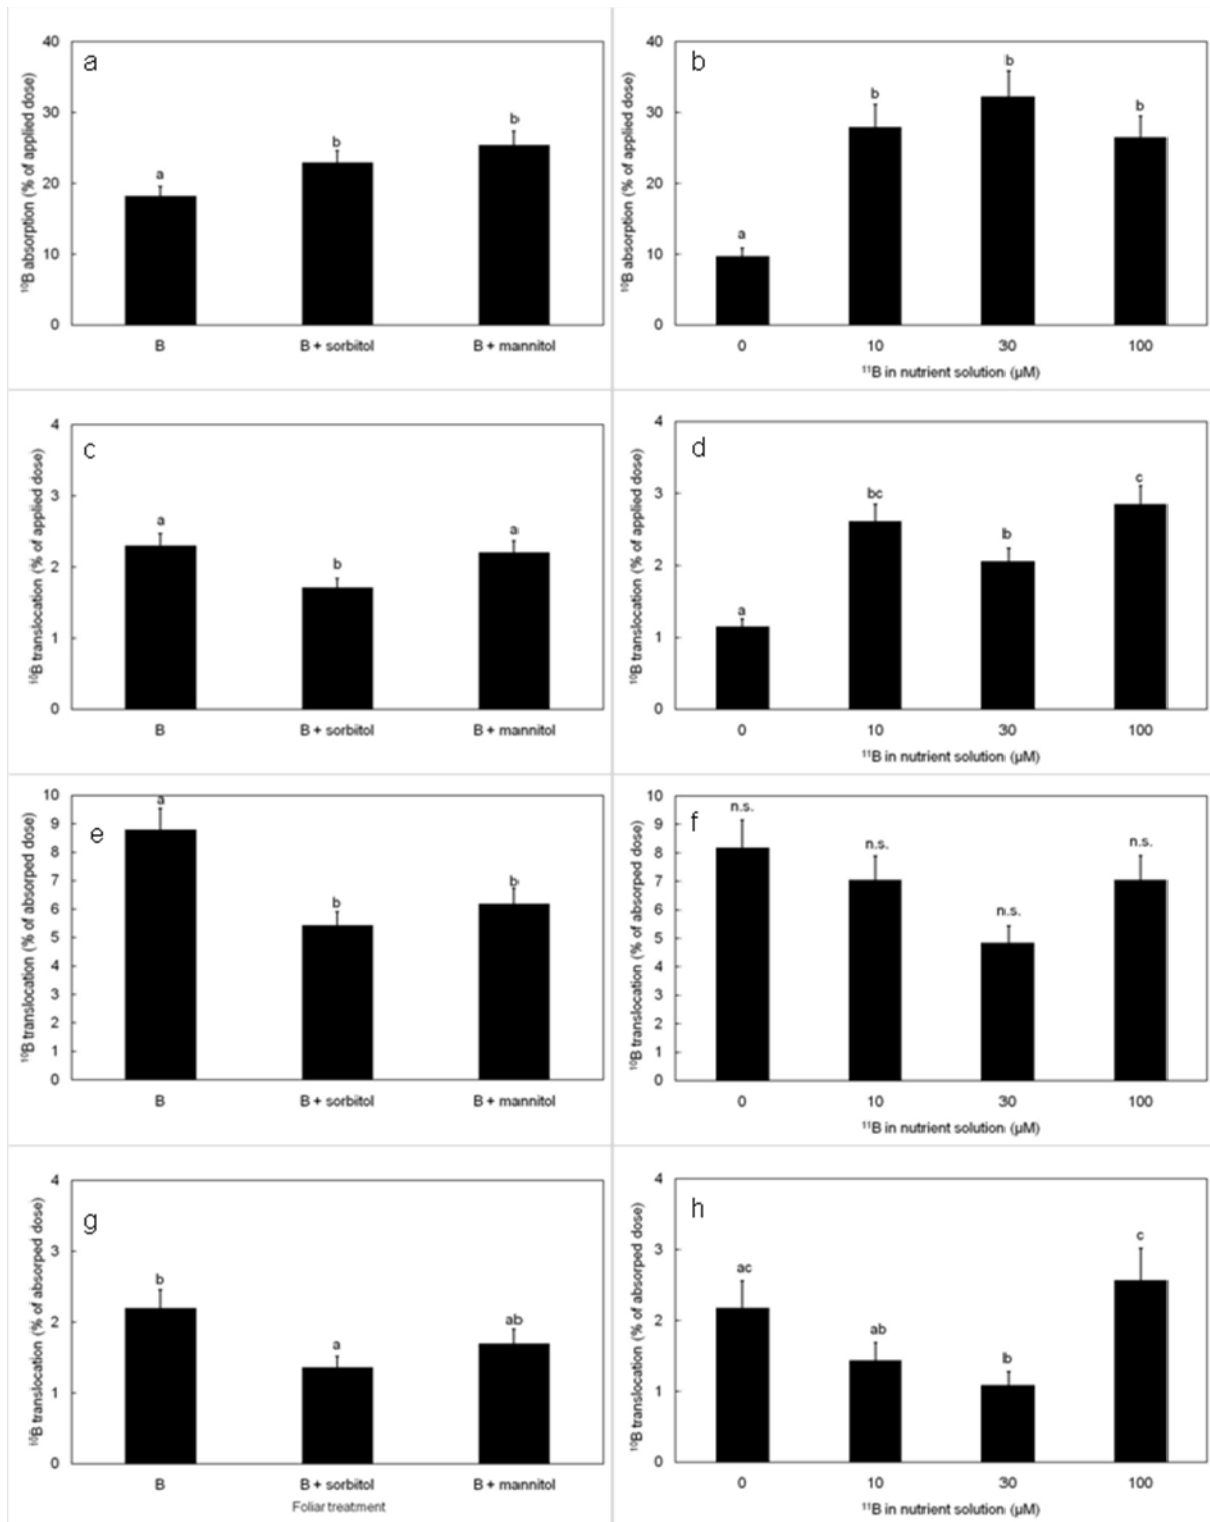 a
¹⁰B absorption (% of applied dose)
40
30
20
10
0
a
b
b
B
B + sorbitol
B + mannitol
b
¹⁰B absorption (% of applied dose)
40
30
20
10
0
a
b
b
b
0
10
30
100
¹¹B in nutrient solution (µM)
c
¹⁰B translocation (% of applied dose)
4
3
2
1
0
a
b
a
B
B + sorbitol
B + mannitol
d
¹⁰B translocation (% of applied dose)
4
3
2
1
0
a
bc
b
c
0
10
30
100
¹¹B in nutrient solution (µM)
e
¹⁰B translocation (% of absorped dose)
10
9
8
7
6
5
4
3
2
1
0
a
b
b
B
B + sorbitol
B + mannitol
f
¹⁰B translocation (% of absorped dose)
10
9
8
7
6
5
4
3
2
1
0
n.s.
n.s.
n.s.
n.s.
0
10
30
100
¹¹B in nutrient solution (µM)
g
¹⁰B translocation (% of absorped dose)
4
3
2
1
0
b
a
ab
B
B + sorbitol
B + mannitol
Foliar treatment
h
¹⁰B translocation (% of absorped dose)
4
3
2
1
0
ac
ab
b
c
0
10
30
100
¹¹B in nutrient solution (µM)